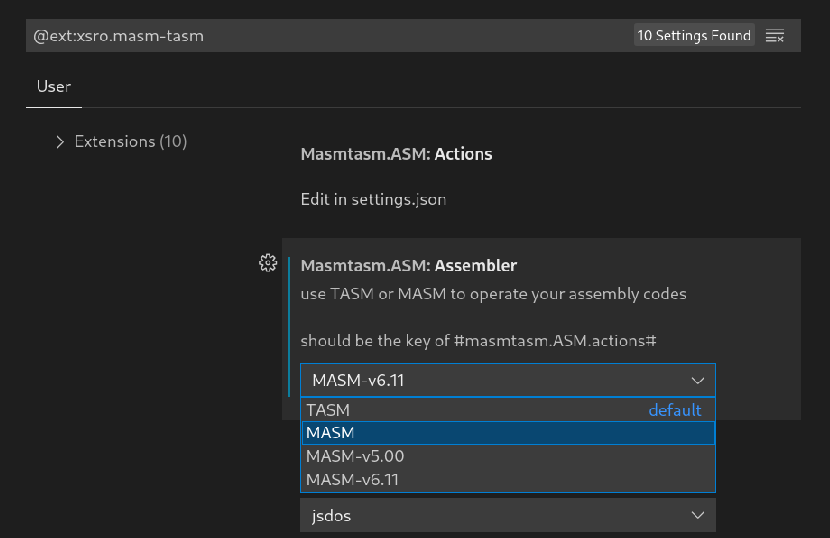 @ext:xsro.masm-tasm
10 Settings Found
User
Extensions (10)
Masmtasm.ASM: Actions
Edit in settings.json
Masmtasm.ASM: Assembler
use TASM or MASM to operate your assembly codes
should be the key of #masmtasm.ASM.actions#
MASM-v6.11
TASM default
MASM
MASM-v5.00
MASM-v6.11
jsdos